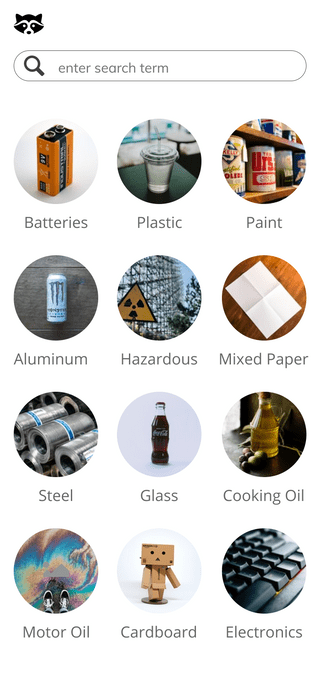 enter search term
Batteries
Plastic
Paint
Aluminum
Hazardous
Mixed Paper
Steel
Glass
Cooking Oil
Motor Oil
Cardboard
Electronics